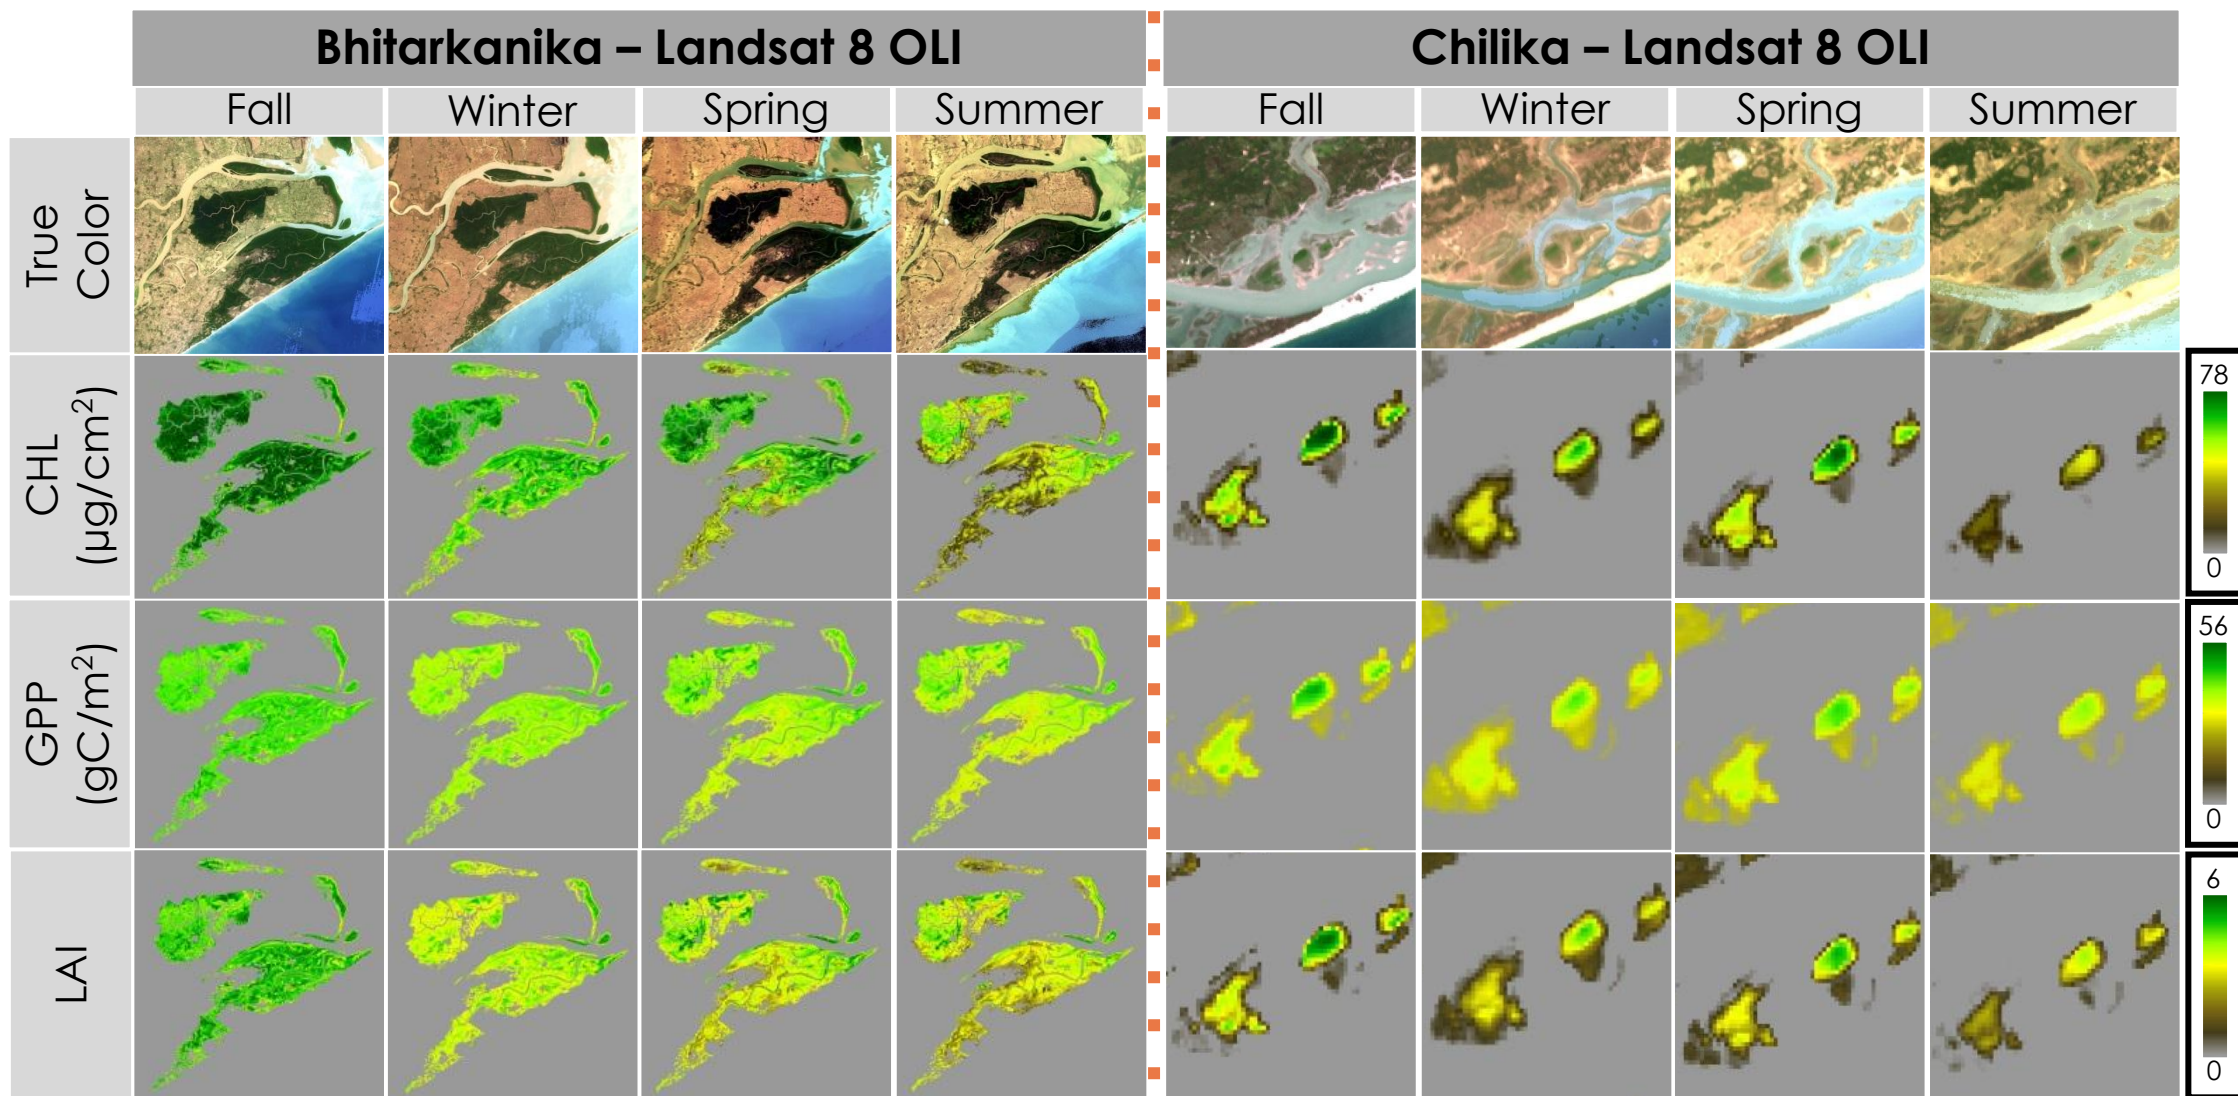 Bhitarkanika – Landsat 8 OLI
Chilika – Landsat 8 OLI
Fall
Winter
Spring
Summer
Fall
Winter
Spring
Summer
True
Color
CHL
(µg/cm²)
78
0
GPP
(gC/m²)
56
0
LAI
6
0